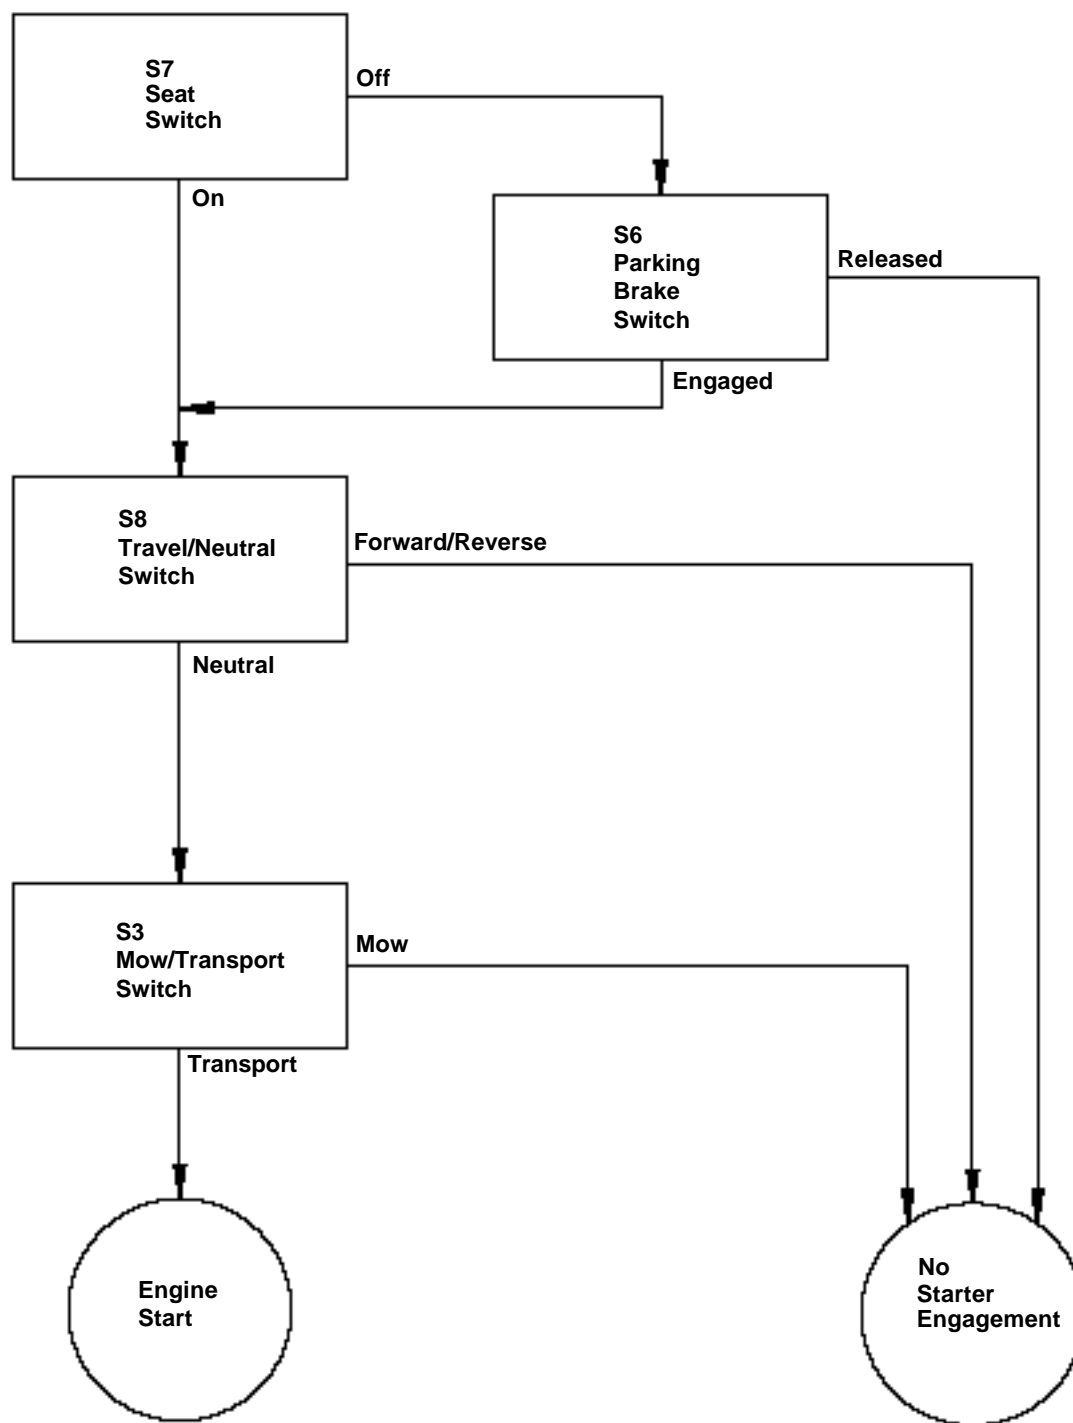 S7
Seat
Switch
Off
On
S6
Parking
Brake
Switch
Released
Engaged
S8
Travel/Neutral
Switch
Forward/Reverse
Neutral
S3
Mow/Transport
Switch
Mow
Transport
Engine
Start
No
Starter
Engagement